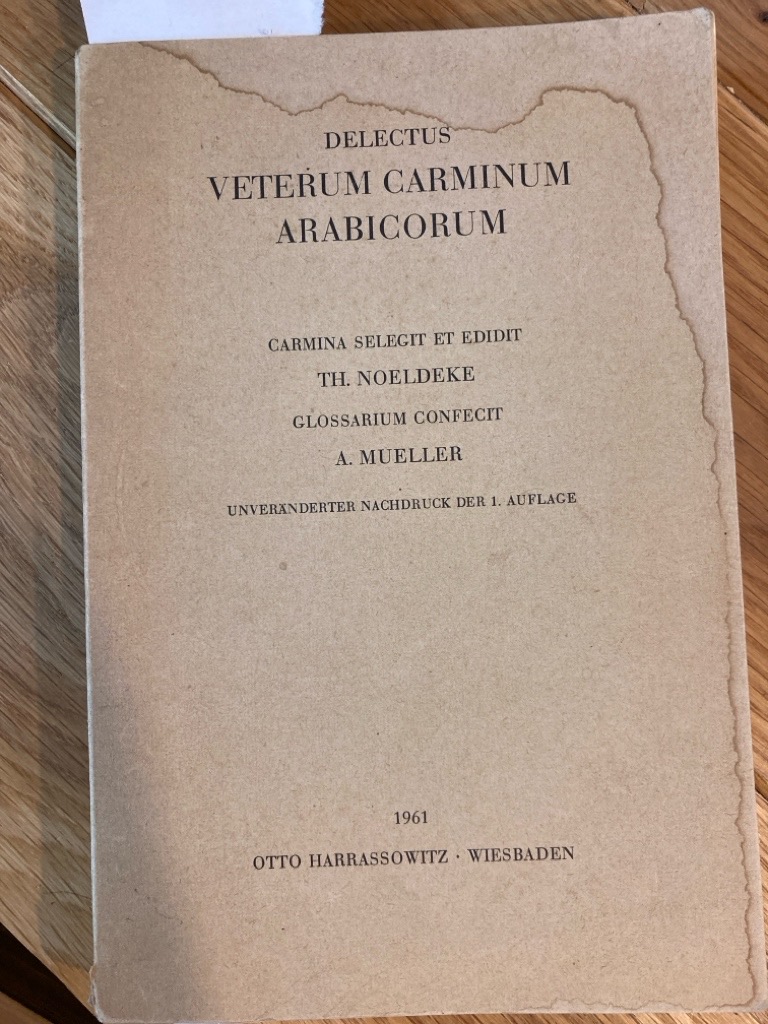 DELECTUS
VETERUM CARMINUM
ARABICORUM
CARMINA SELEGIT ET EDIDIT
TH. NOELDEKE
GLOSSARIUM CONFECIT
A. MUELLER
UNVERÄNDERTER NACHDRUCK DER 1. AUFLAGE
1961
OTTO HARRASSOWITZ · WIESBADEN